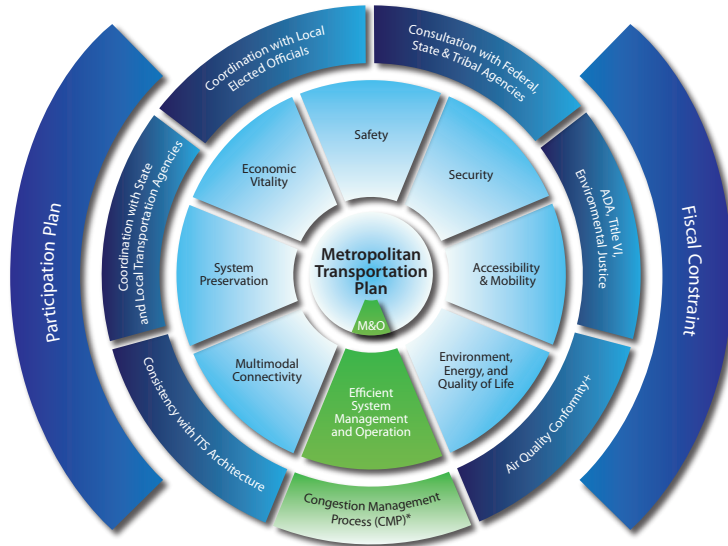 Coordination with Local
Elected Officials
Consultation with Federal,
State & Tribal Agencies
Participation Plan
Coordination with State
and Local Transportation Agencies
Economic
Vitality
Safety
Security
ADA, Title VI,
Environmental Justice
Fiscal Constraint
System
Preservation
Metropolitan
Transportation
Plan
M&O
Accessibility
& Mobility
Multimodal
Connectivity
Efficient
System
Management
and Operation
Environment,
Energy, and
Quality of Life
Consistency with ITS Architecture
Congestion Management
Process (CMP)*
Air Quality Conformity+